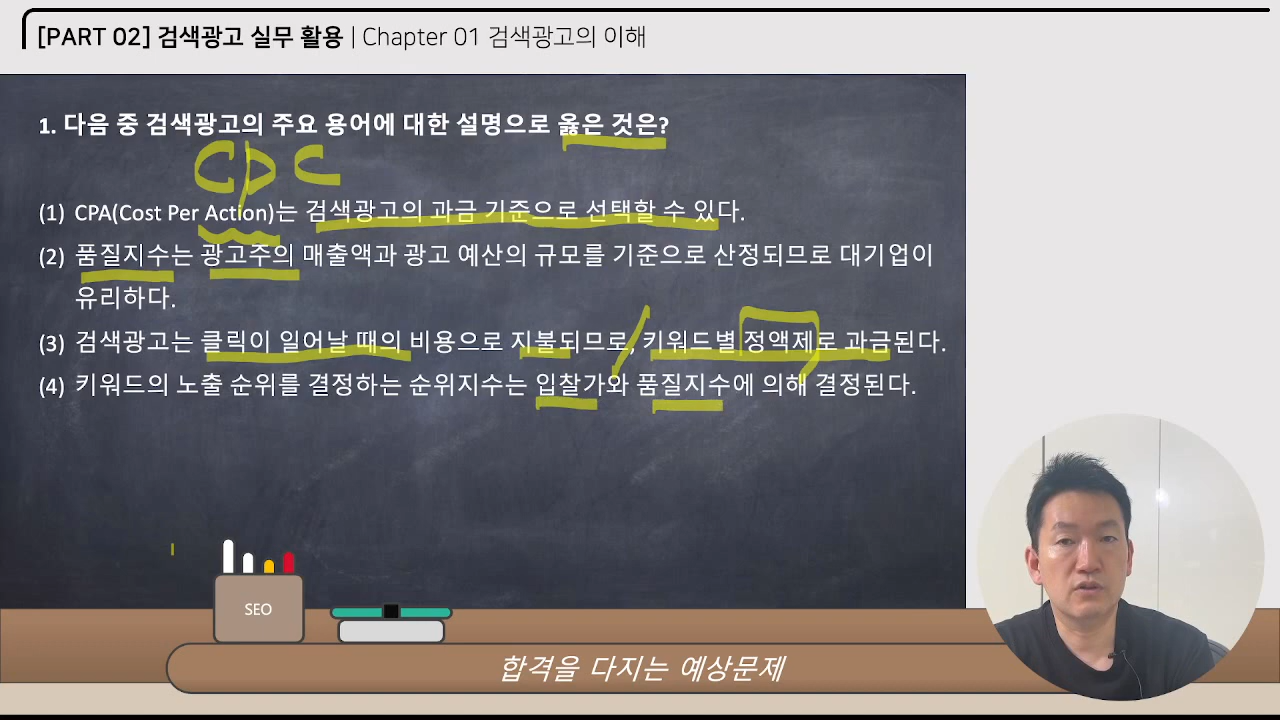 [PART 02] 검색광고 실무 활용 | Chapter 01 검색광고의 이해
1. 다음 중 검색광고의 주요 용어에 대한 설명으로 옳은 것은?
CPC
(1) CPA(Cost Per Action)는 검색광고의 과금 기준으로 선택할 수 있다.
(2) 품질지수는 광고주의 매출액과 광고 예산의 규모를 기준으로 산정되므로 대기업이
유리하다.
(3) 검색광고는 클릭이 일어날 때의 비용으로 지불되므로, 키워드별 정액제로 과금된다.
(4) 키워드의 노출 순위를 결정하는 순위지수는 입찰가와 품질지수에 의해 결정된다.
SEO
합격을 다지는 예상문제